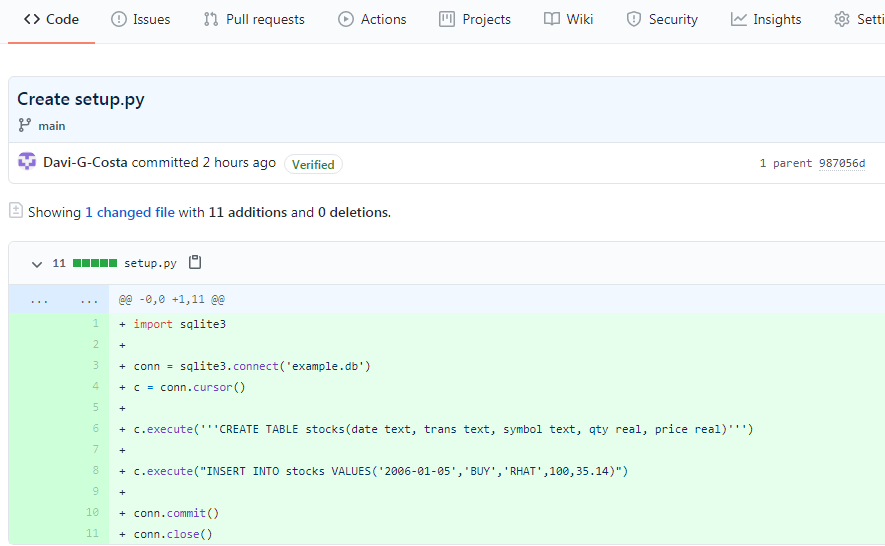 <> Code Issues Pull requests Actions Projects Wiki Security Insights Setti
Create setup.py
main
Davi-G-Costa committed 2 hours ago Verified 1 parent 987056d
Showing 1 changed file with 11 additions and 0 deletions.
11 setup.py
... ... @@ -0,0 +1,11 @@
1 + import sqlite3
2 +
3 + conn = sqlite3.connect('example.db')
4 + c = conn.cursor()
5 +
6 + c.execute('''CREATE TABLE stocks(date text, trans text, symbol text, qty real, price real)''')
7 +
8 + c.execute("INSERT INTO stocks VALUES('2006-01-05','BUY','RHAT',100,35.14)")
9 +
10 + conn.commit()
11 + conn.close()